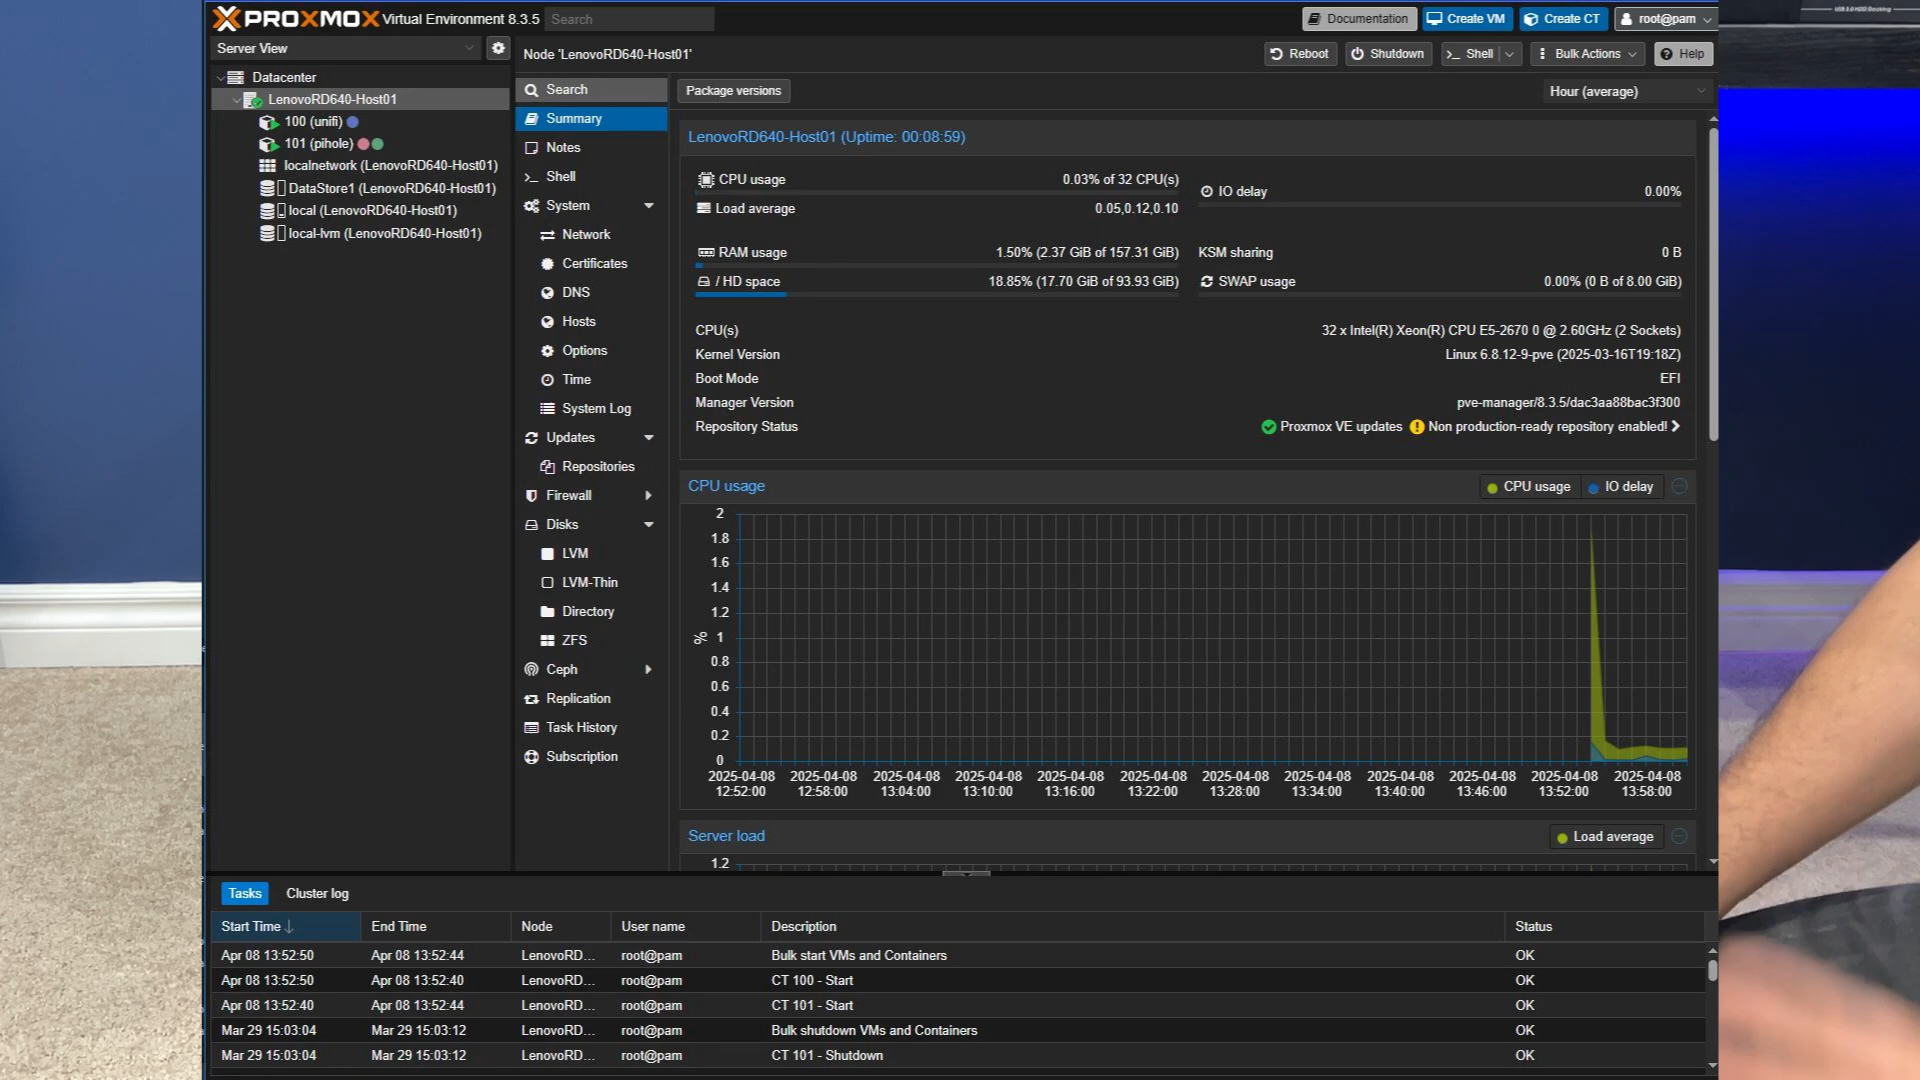 PROXMOX Virtual Environment 8.3.5 Search Documentation Create VM Create CT root@pam
USB 3.0 HDD Docking
Server View
Node 'LenovoRD640-Host01' Reboot Shutdown Shell Bulk Actions Help
Datacenter
LenovoRD640-Host01
100 (unifi)
101 (pihole)
localnetwork (LenovoRD640-Host01)
DataStore1 (LenovoRD640-Host01)
local (LenovoRD640-Host01)
local-lvm (LenovoRD640-Host01)
Search
Summary
Notes
Shell
System
Network
Certificates
DNS
Hosts
Options
Time
System Log
Updates
Repositories
Firewall
Disks
LVM
LVM-Thin
Directory
ZFS
Ceph
Replication
Task History
Subscription
Package versions Hour (average)
LenovoRD640-Host01 (Uptime: 00:08:59)
CPU usage 0.03% of 32 CPU(s)
IO delay 0.00%
Load average 0.05,0.12,0.10
RAM usage 1.50% (2.37 GiB of 157.31 GiB) KSM sharing 0 B
/ HD space 18.85% (17.70 GiB of 93.93 GiB) SWAP usage 0.00% (0 B of 8.00 GiB)
CPU(s) 32 x Intel(R) Xeon(R) CPU E5-2670 0 @ 2.60GHz (2 Sockets)
Kernel Version Linux 6.8.12-9-pve (2025-03-16T19:18Z)
Boot Mode EFI
Manager Version pve-manager/8.3.5/dac3aa88bac3f300
Repository Status Proxmox VE updates Non production-ready repository enabled!
CPU usage CPU usage IO delay
2
1.8
1.6
1.4
1.2
% 1
0.8
0.6
0.4
0.2
0
2025-04-08 2025-04-08 2025-04-08 2025-04-08 2025-04-08 2025-04-08 2025-04-08 2025-04-08 2025-04-08 2025-04-08 2025-04-08 2025-04-08
12:52:00 12:58:00 13:04:00 13:10:00 13:16:00 13:22:00 13:28:00 13:34:00 13:40:00 13:46:00 13:52:00 13:58:00
Server load Load average
1.2
Tasks Cluster log
Start Time End Time Node User name Description Status
Apr 08 13:52:50 Apr 08 13:52:44 LenovoRD... root@pam Bulk start VMs and Containers OK
Apr 08 13:52:50 Apr 08 13:52:40 LenovoRD... root@pam CT 100 - Start OK
Apr 08 13:52:40 Apr 08 13:52:44 LenovoRD... root@pam CT 101 - Start OK
Mar 29 15:03:04 Mar 29 15:03:12 LenovoRD... root@pam Bulk shutdown VMs and Containers OK
Mar 29 15:03:04 Mar 29 15:03:12 LenovoRD... root@pam CT 101 - Shutdown OK